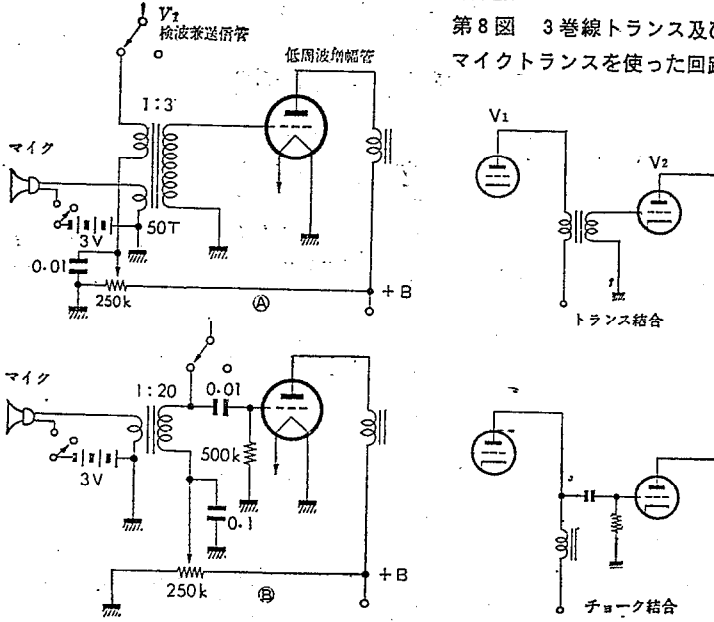 第8図 3巻線トランス及び
マイクトランスを使った回路
V₂
検波兼送信管
低周波増幅管
1:3
マイク
50T
3V
0.01
250k
Ⓐ
+B
マイク
1:20
0.01
500k
3V
0.1
250k
Ⓑ
+B
V₁
V₂
トランス結合
チョーク結合